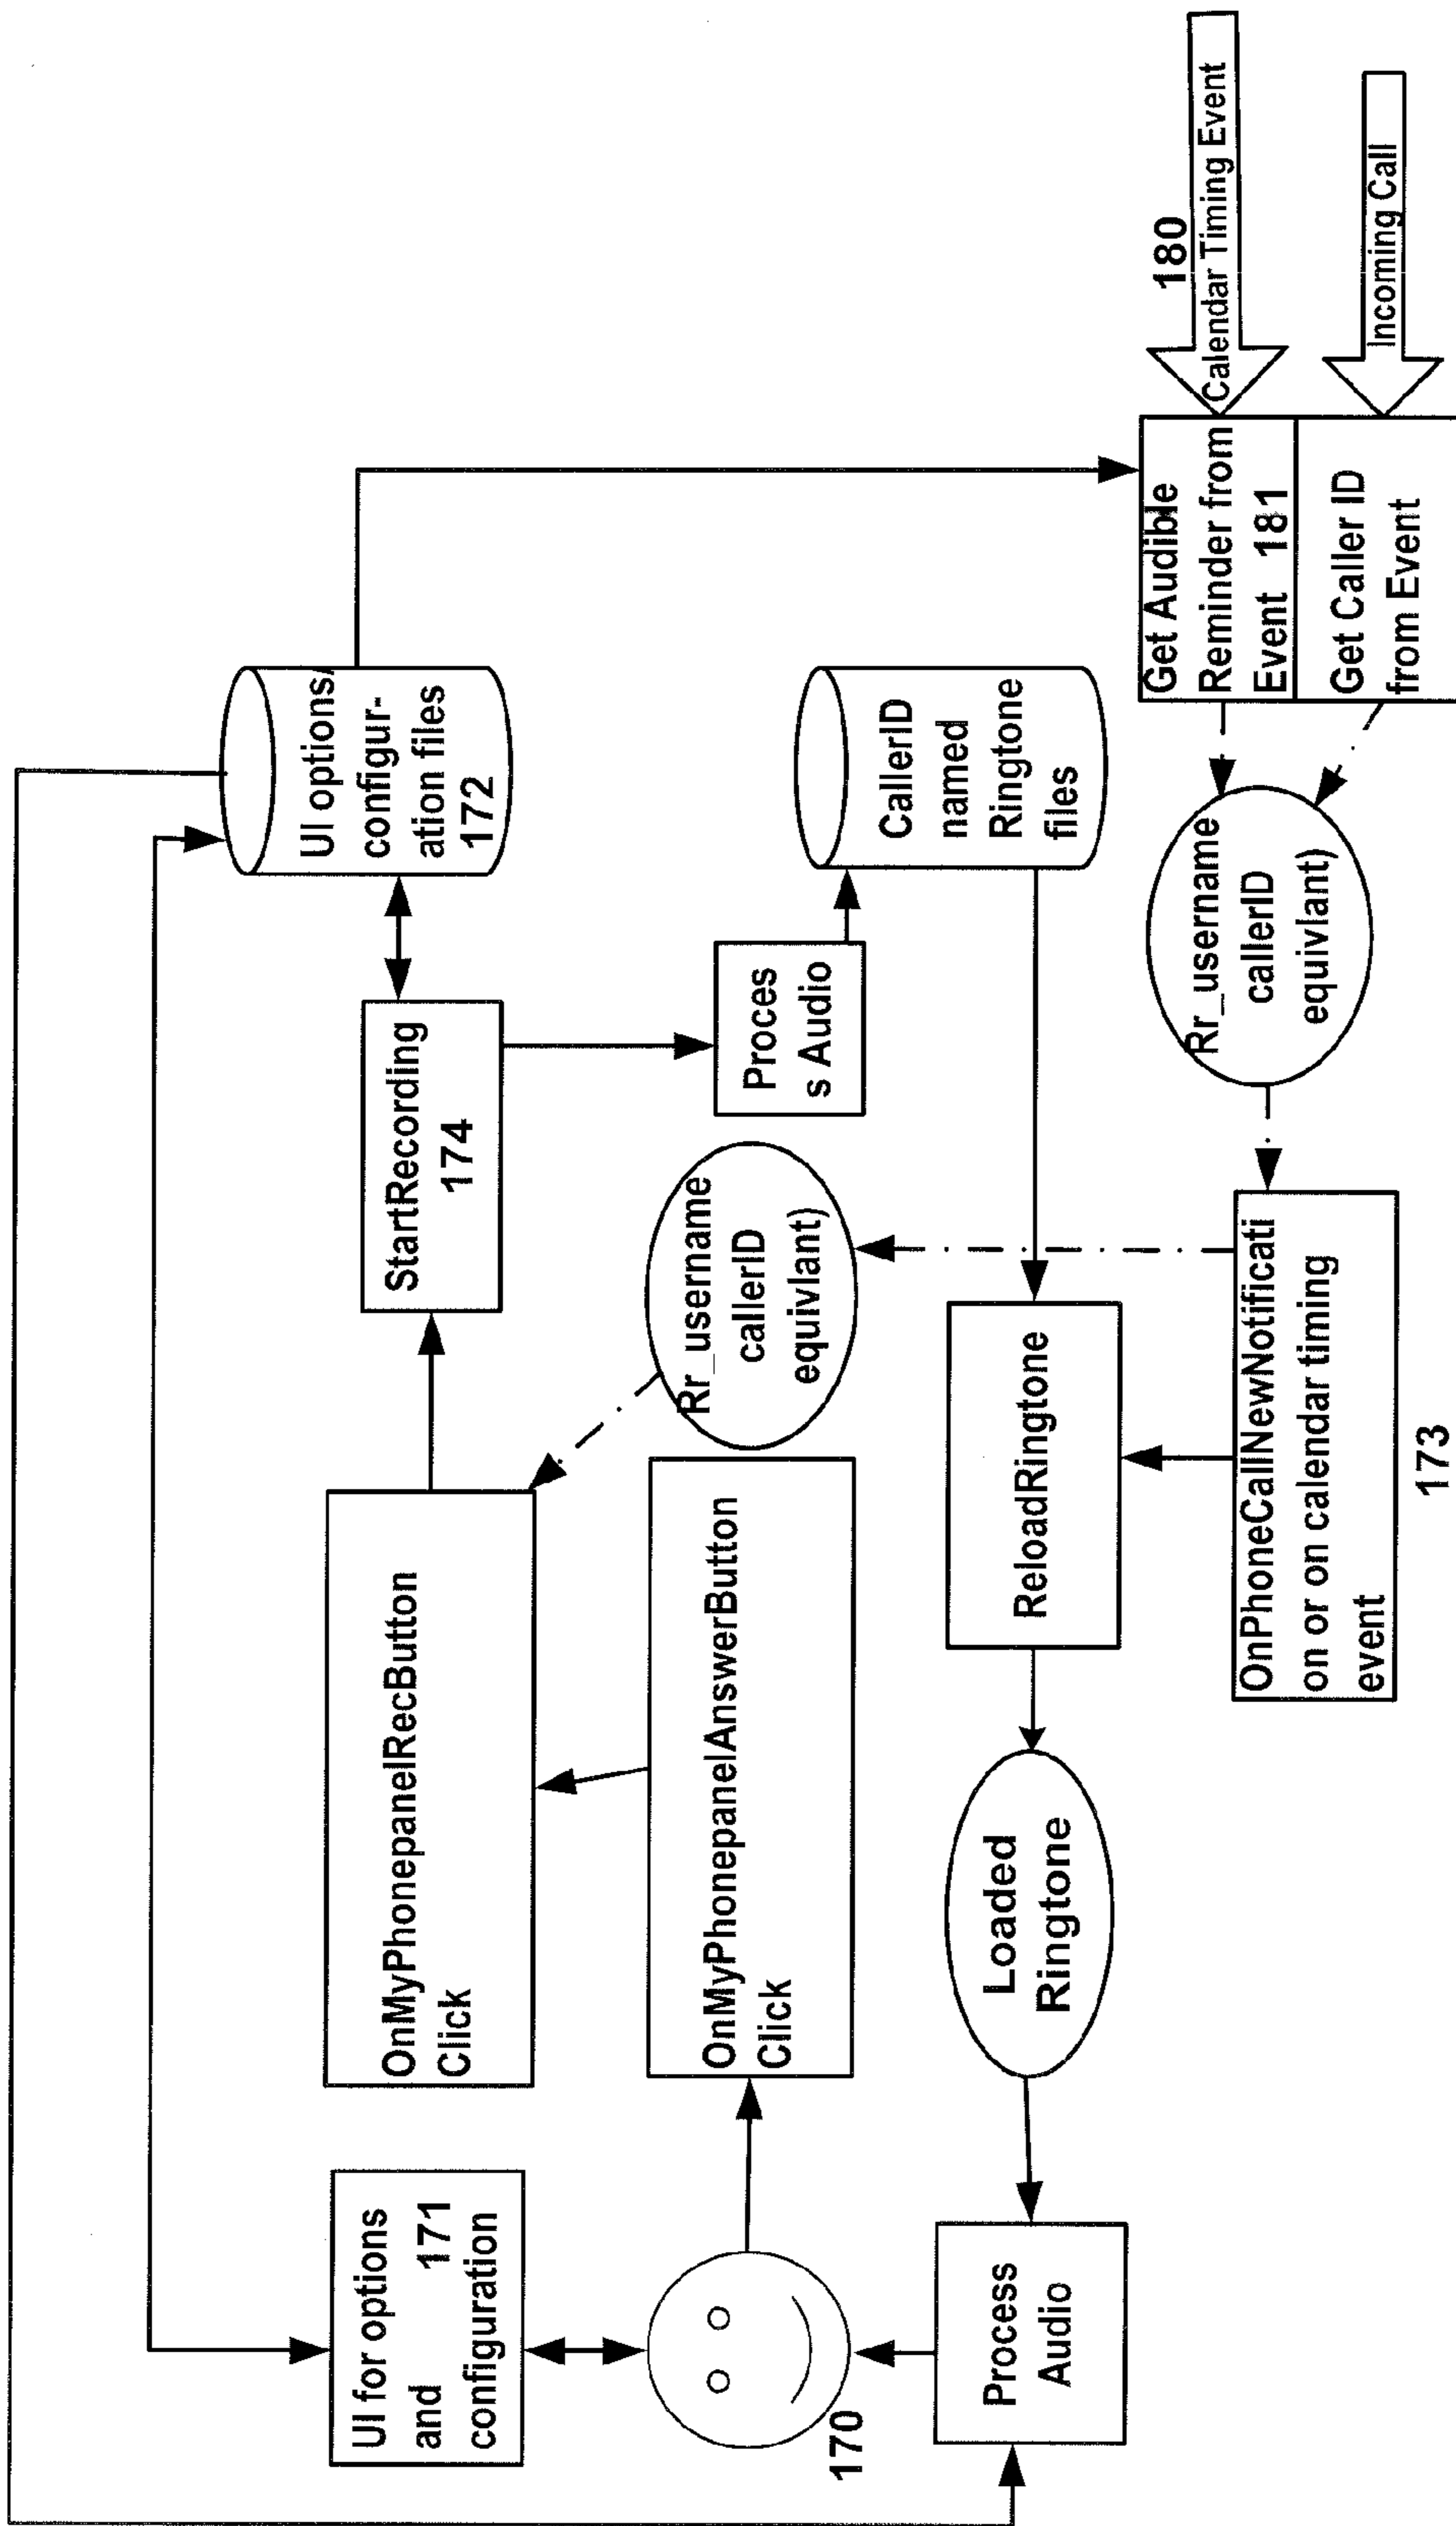 UI for options
and 171
configuration
OnMyPhonepanelRecButton
Click
StartRecording
174
UI options/
configur-
ation files
172
170
OnMyPhonepanelAnswerButton
Click
Rr_username
callerID
equivlant)
Proces
s Audio
CallerID
named
Ringtone
files
Process
Audio
Loaded
Ringtone
ReloadRingtone
OnPhoneCallNewNotificati
on or on calendar timing
event
173
Rr_username
callerID
equivlant)
Get Audible
Reminder from
Event 181
Get Caller ID
from Event
180
Calendar Timing Event
Incoming Call